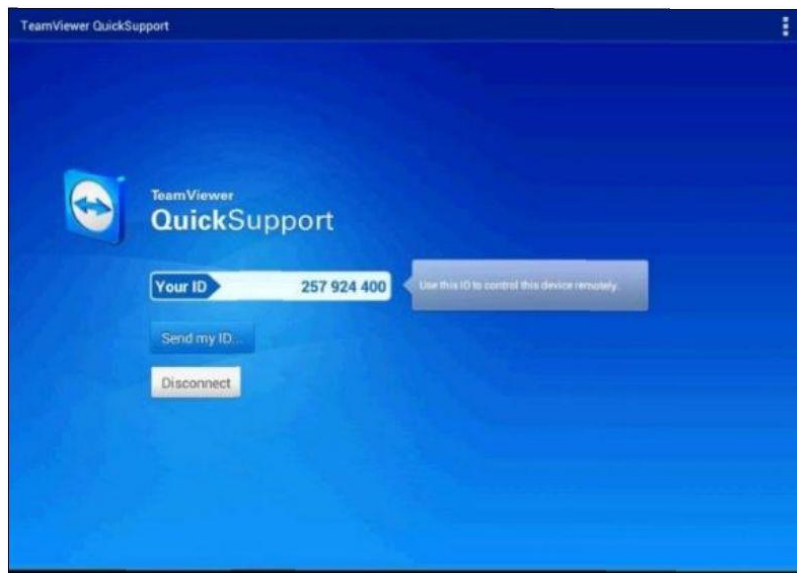 TeamViewer QuickSupport
TeamViewer
QuickSupport
Your ID 257 924 400
Use this ID to control this device remotely.
Send my ID...
Disconnect